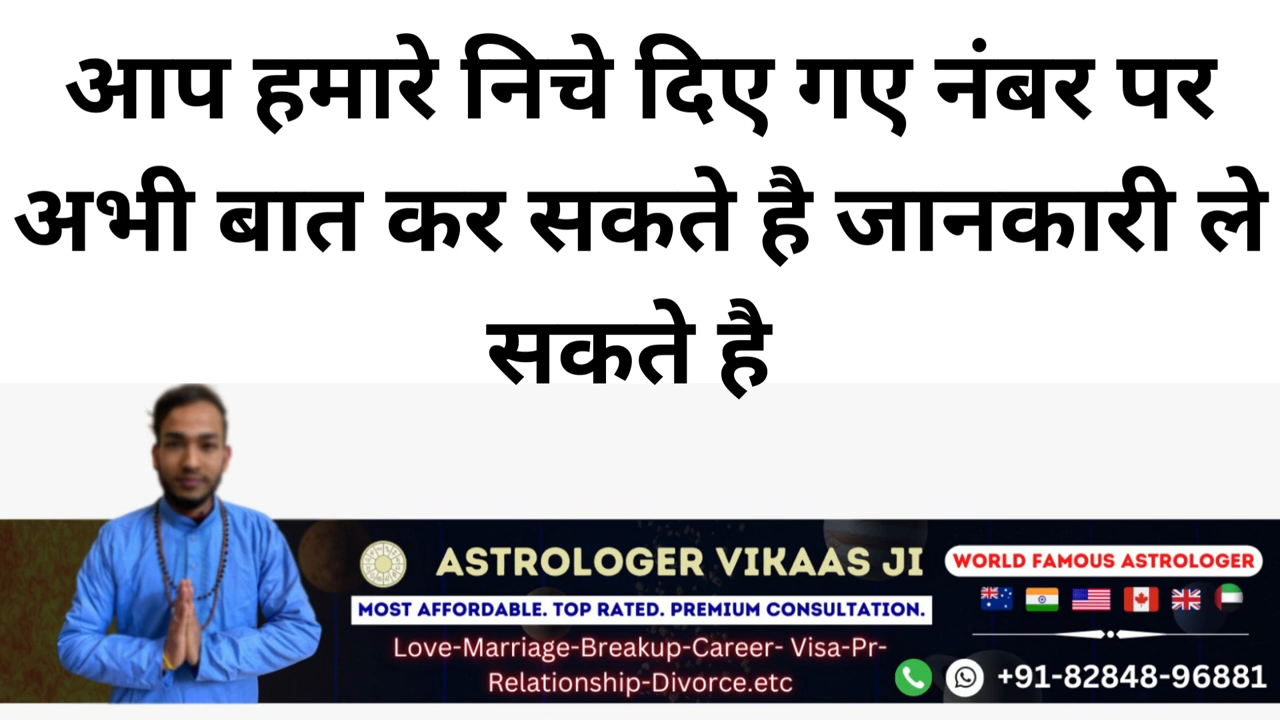 आप हमारे निचे दिए गए नंबर पर
अभी बात कर सकते है जानकारी ले
सकते है
ASTROLOGER VIKAAS JI
WORLD FAMOUS ASTROLOGER
MOST AFFORDABLE. TOP RATED. PREMIUM CONSULTATION.
Love-Marriage-Breakup-Career- Visa-Pr-
Relationship-Divorce.etc
+91-82848-96881